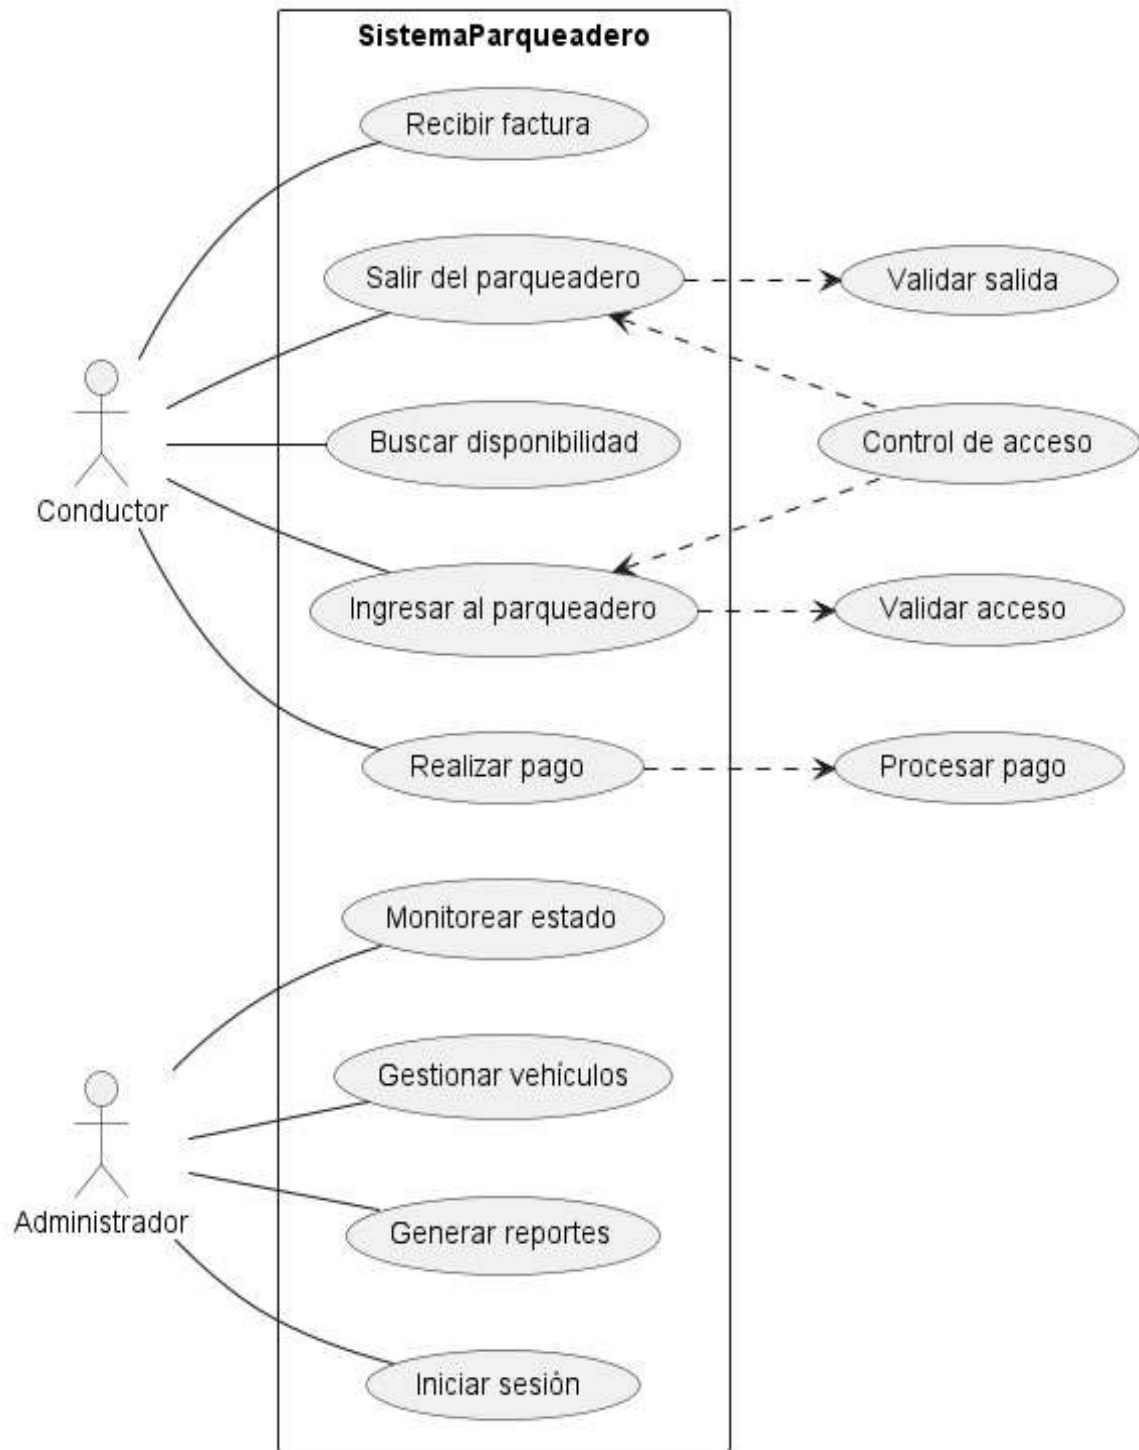 SistemaParqueadero
Recibir factura
Salir del parqueadero
Validar salida
Buscar disponibilidad
Control de acceso
Conductor
Ingresar al parqueadero
Validar acceso
Realizar pago
Procesar pago
Monitorear estado
Gestionar vehículos
Administrador
Generar reportes
Iniciar sesión